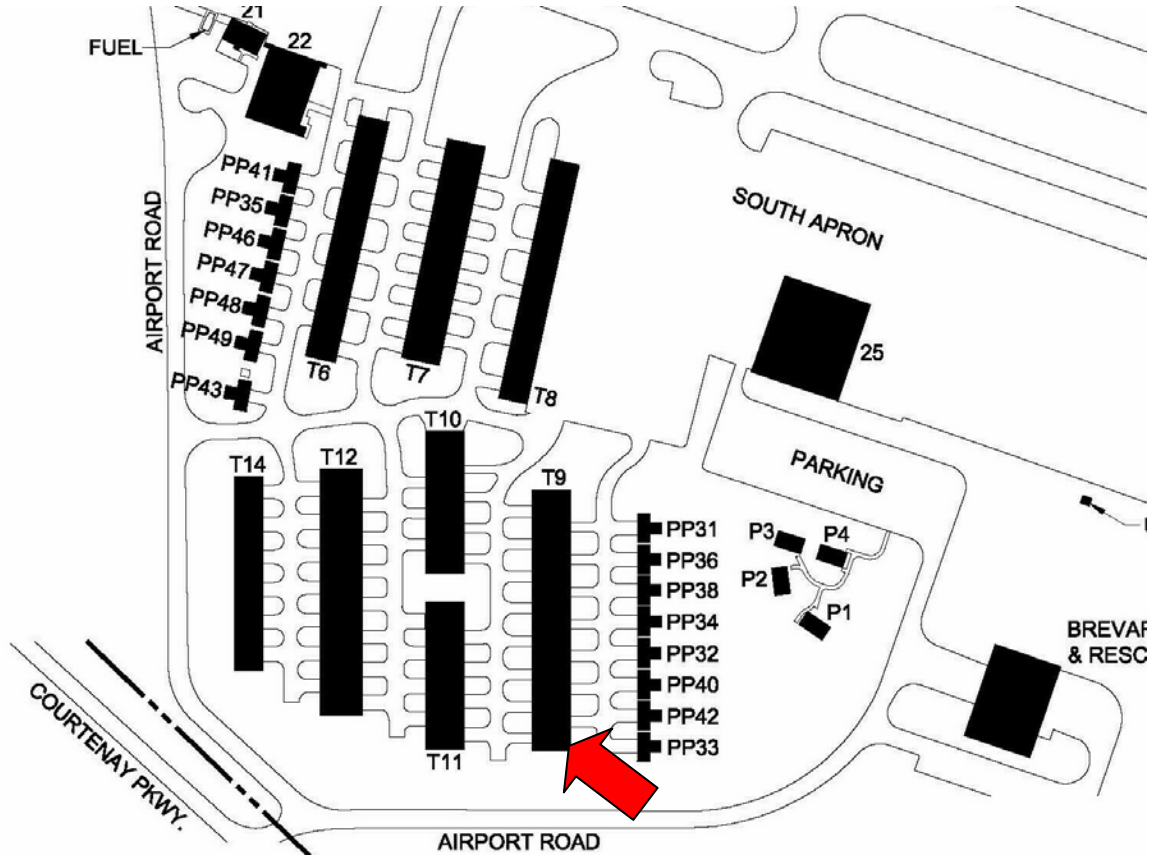 21
22
FUEL
PP41
PP35
PP46
PP47
PP48
PP49
PP43
AIRPORT ROAD
T6
T7
T8
SOUTH APRON
25
PARKING
T14
T12
T10
T9
T11
PP31
PP36
PP38
PP34
PP32
PP40
PP42
PP33
P3
P4
P2
P1
& RESC
COURTENAY PKWY.
AIRPORT ROAD